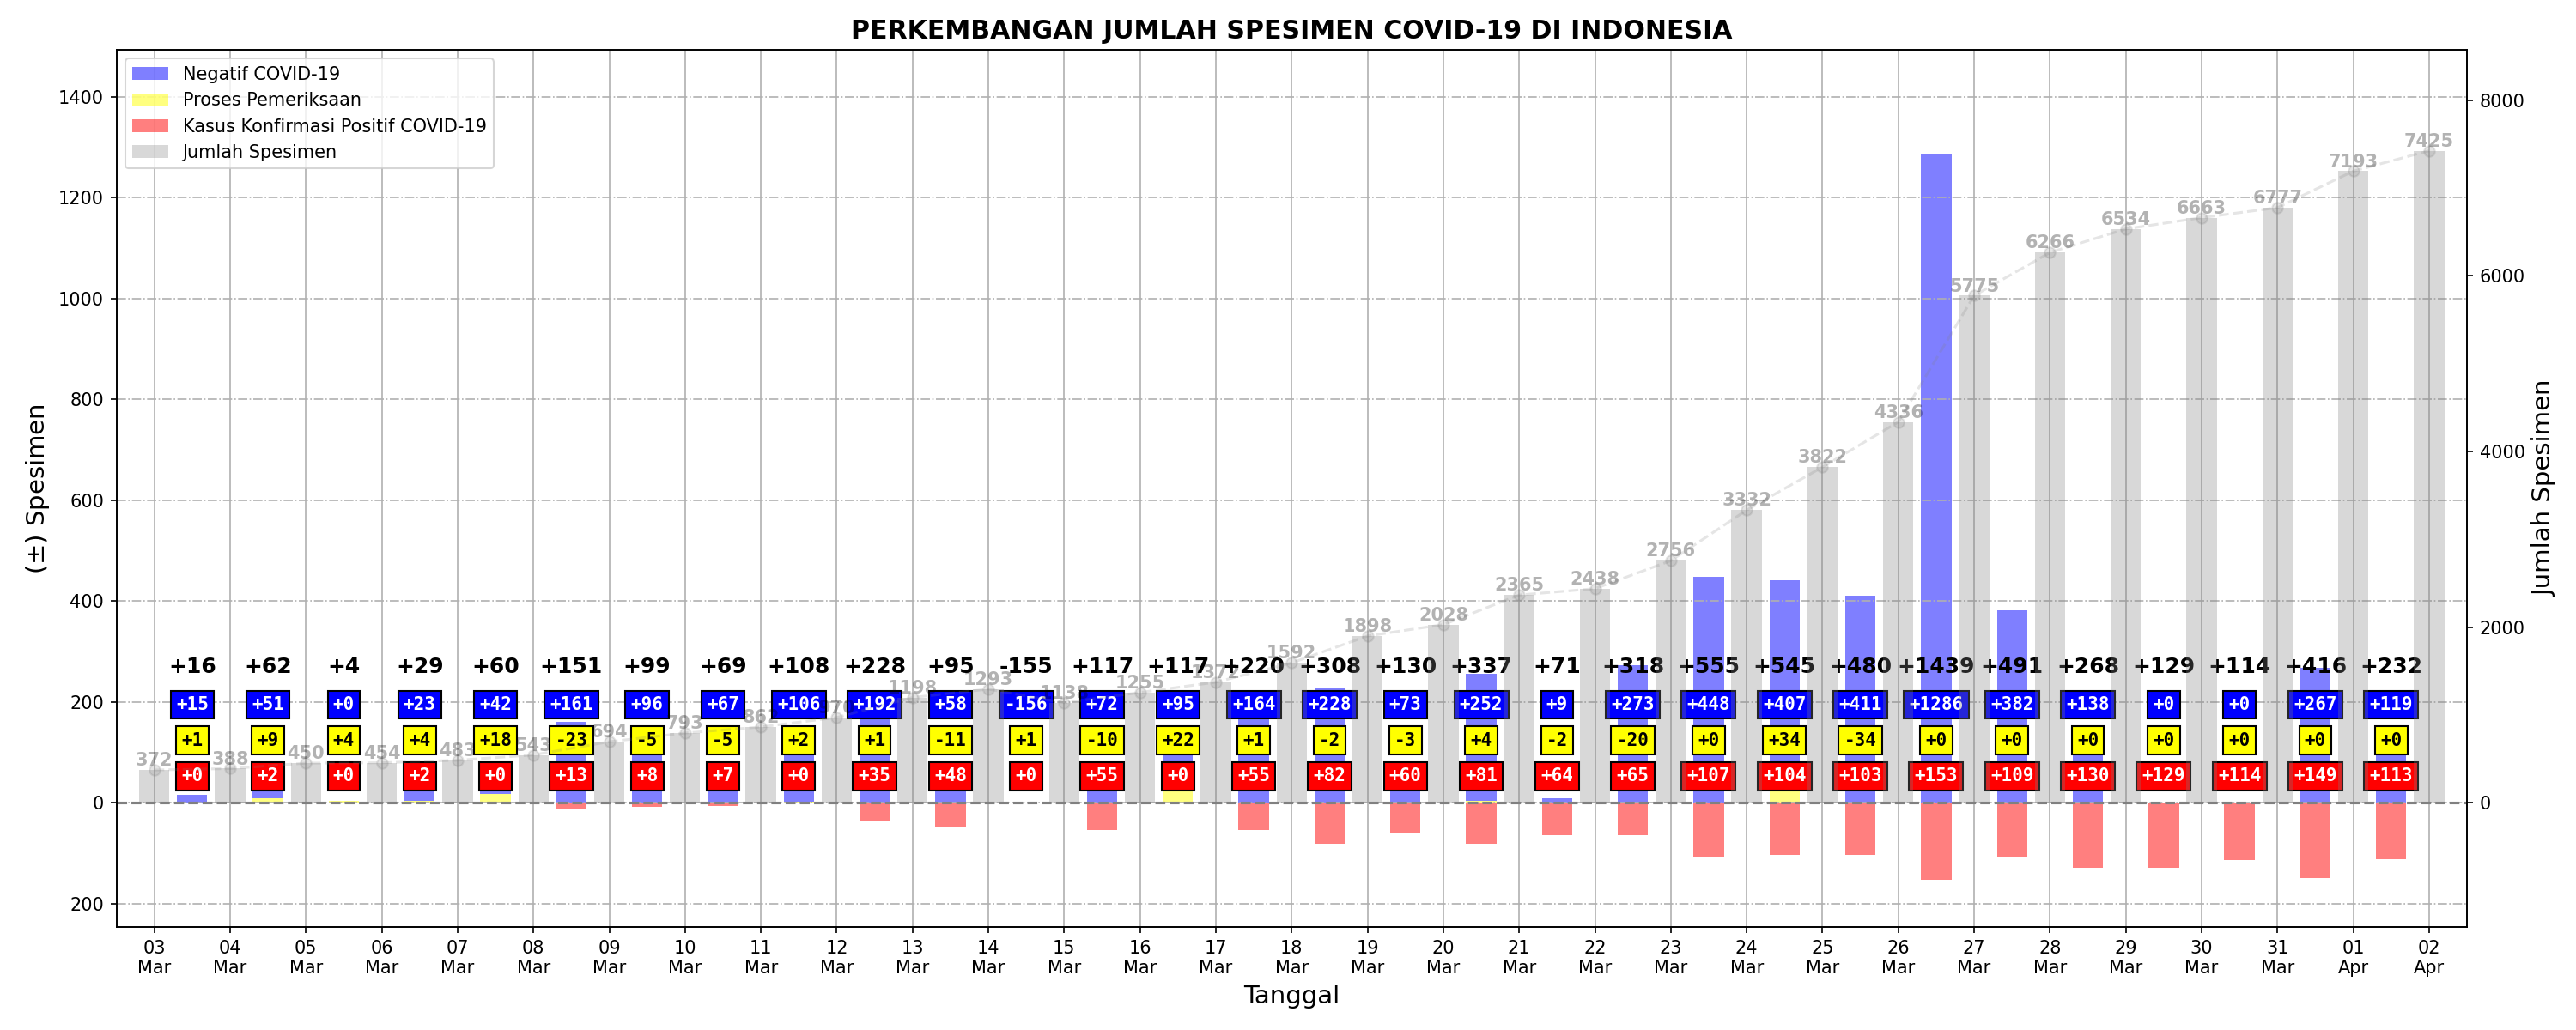 PERKEMBANGAN JUMLAH SPESIMEN COVID-19 DI INDONESIA
Negatif COVID-19
Proses Pemeriksaan
Kasus Konfirmasi Positif COVID-19
Jumlah Spesimen
(±) Spesimen
1400
1200
1000
800
600
400
200
0
200
8000
6000
4000
2000
0
Jumlah Spesimen
372 388 450 454 483 543 694 793 862 970 1198 1293 1138 1255 1372 1592 1898 2028 2365 2438 2756 3332 3822 4336 5775 6266 6534 6663 6777 7193 7425
+16 +62 +4 +29 +60 +151 +99 +69 +108 +228 +95 -155 +117 +117 +220 +308 +130 +337 +71 +318 +555 +545 +480 +1439 +491 +268 +129 +114 +416 +232
+15 +51 +0 +23 +42 +161 +96 +67 +106 +192 +58 -156 +72 +95 +164 +228 +73 +252 +9 +273 +448 +407 +411 +1286 +382 +138 +0 +0 +267 +119
+1 +9 +4 +4 +18 -23 -5 -5 +2 +1 -11 +1 -10 +22 +1 -2 -3 +4 -2 -20 +0 +34 -34 +0 +0 +0 +0 +0 +0 +0
+0 +2 +0 +2 +0 +13 +8 +7 +0 +35 +48 +0 +55 +0 +55 +82 +60 +81 +64 +65 +107 +104 +103 +153 +109 +130 +129 +114 +149 +113
03 04 05 06 07 08 09 10 11 12 13 14 15 16 17 18 19 20 21 22 23 24 25 26 27 28 29 30 31 01 02
Mar Mar Mar Mar Mar Mar Mar Mar Mar Mar Mar Mar Mar Mar Mar Mar Mar Mar Mar Mar Mar Mar Mar Mar Mar Mar Mar Mar Mar Apr Apr
Tanggal